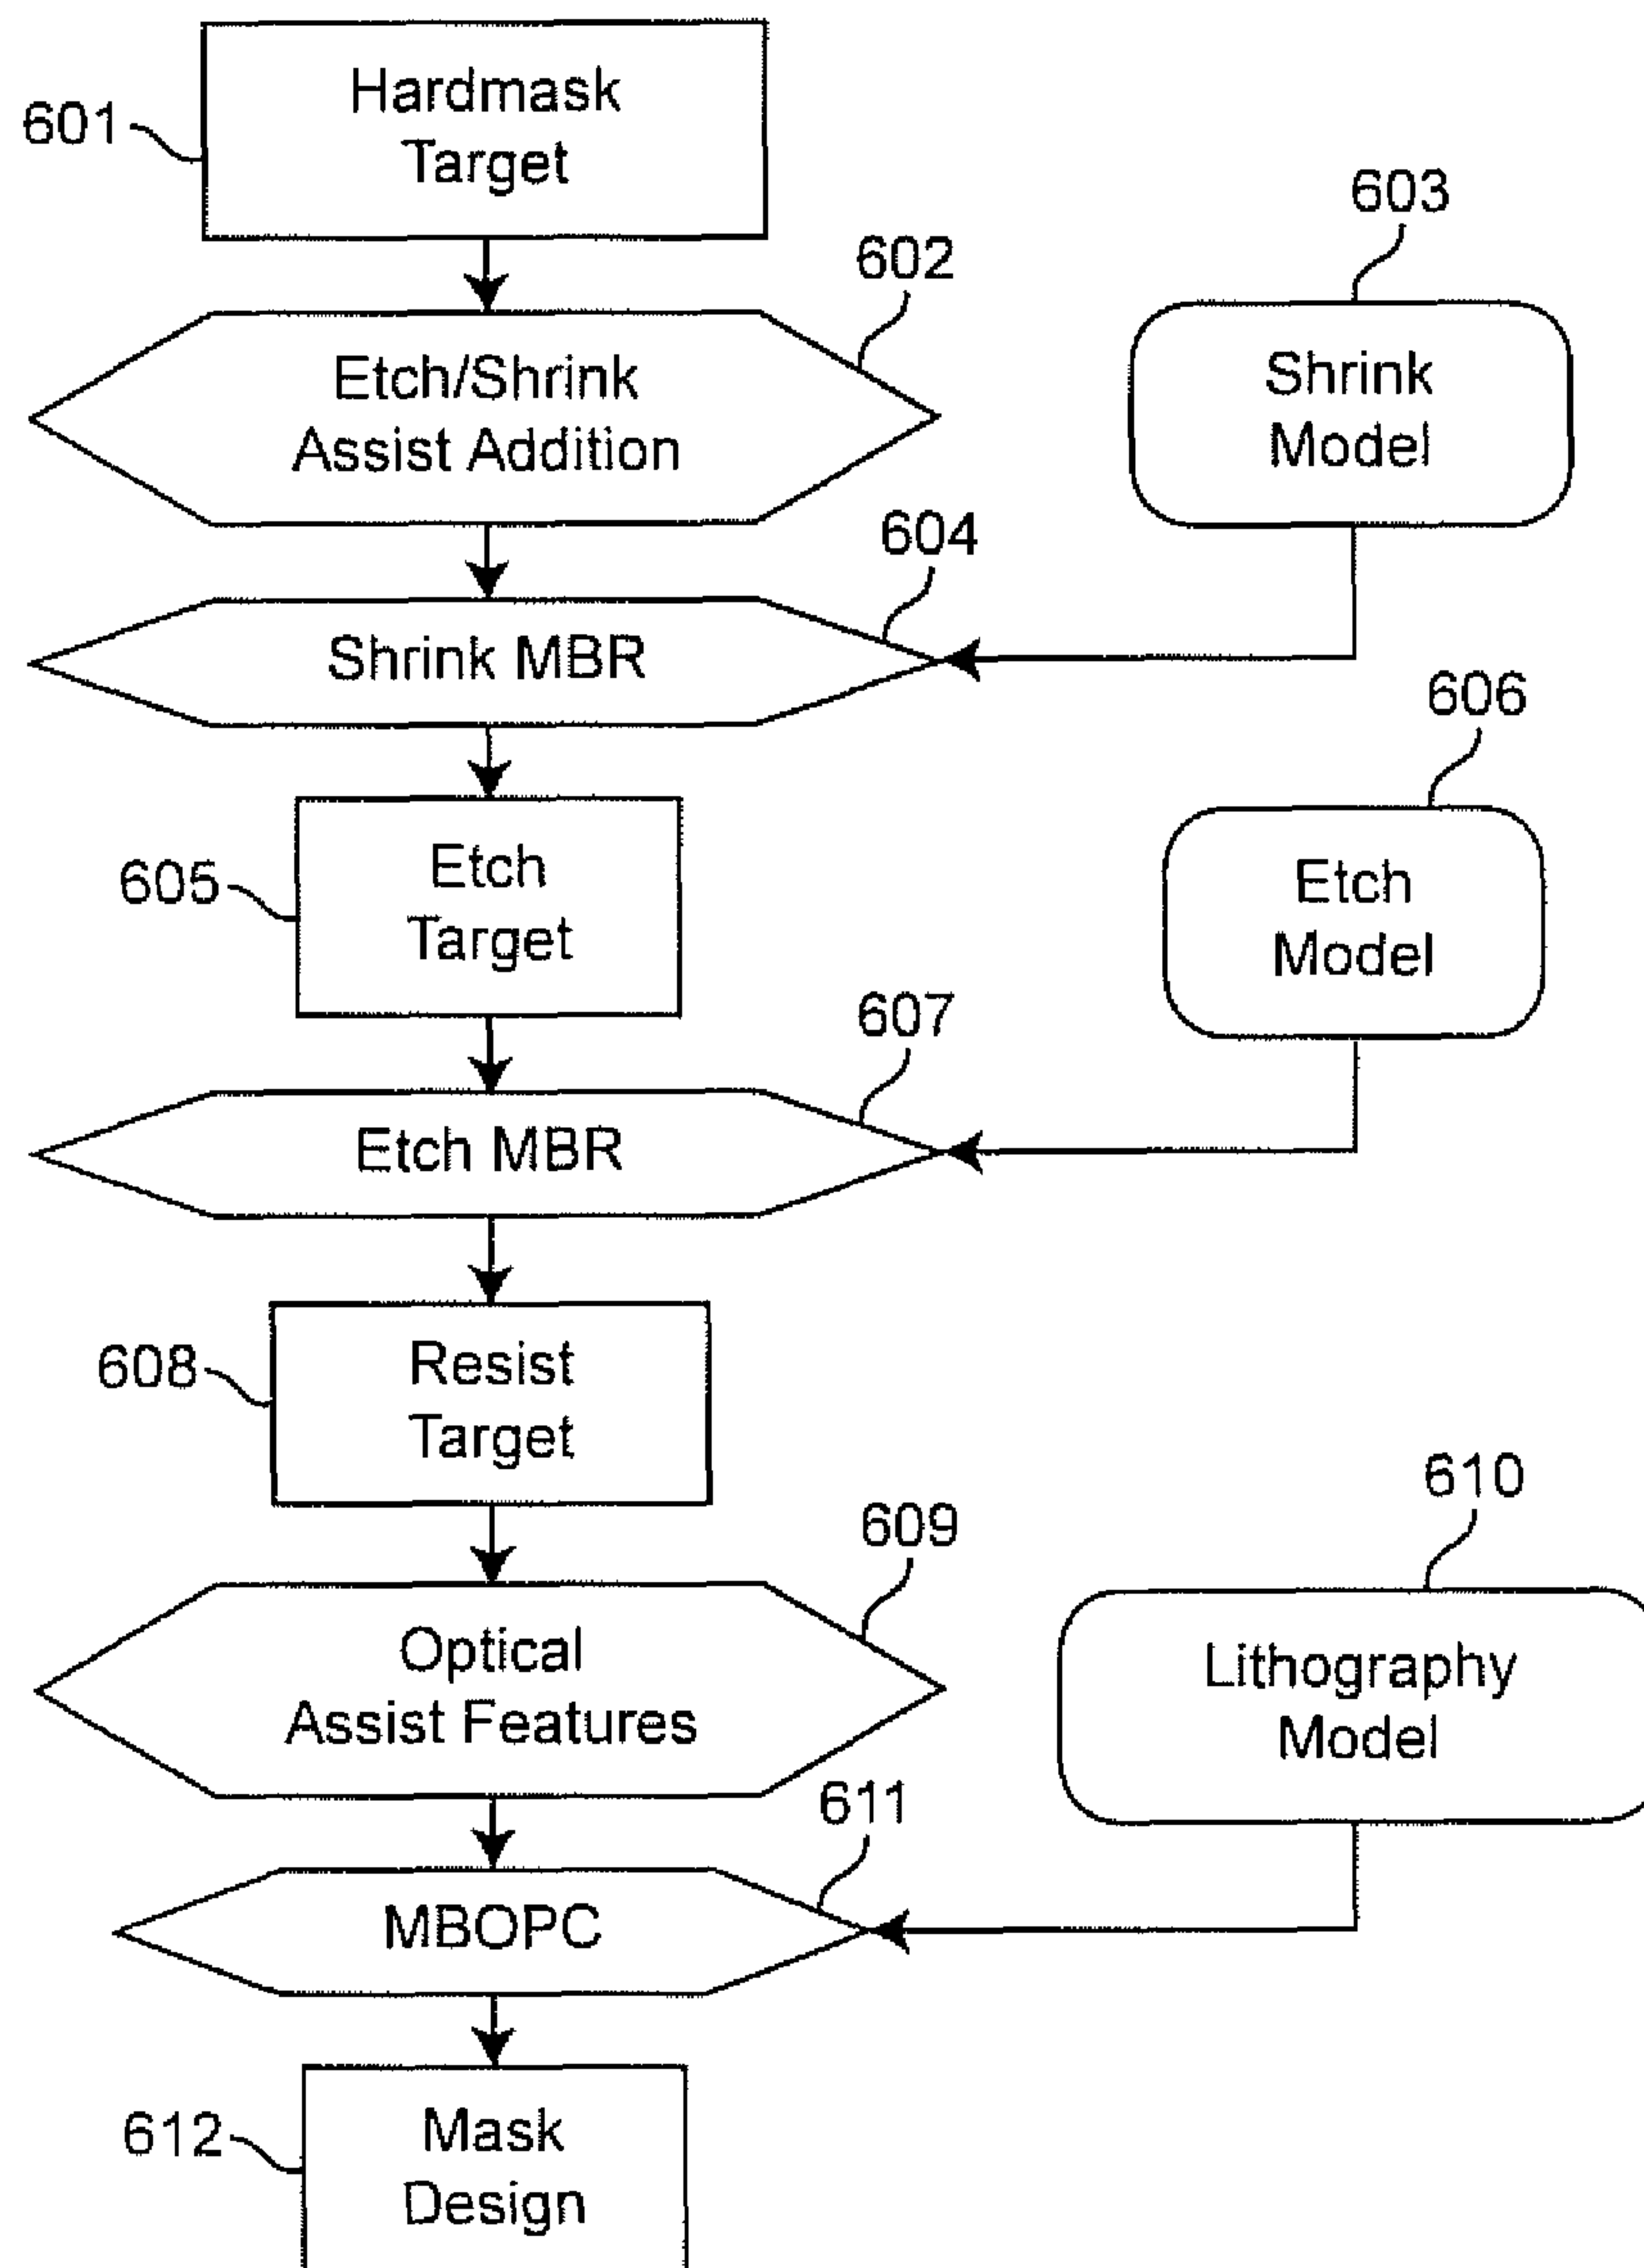 601
Hardmask
Target
602
Etch/Shrink
Assist Addition
603
Shrink
Model
604
Shrink MBR
605
Etch
Target
606
Etch
Model
607
Etch MBR
608
Resist
Target
609
Optical
Assist Features
610
Lithography
Model
611
MBOPC
612
Mask
Design